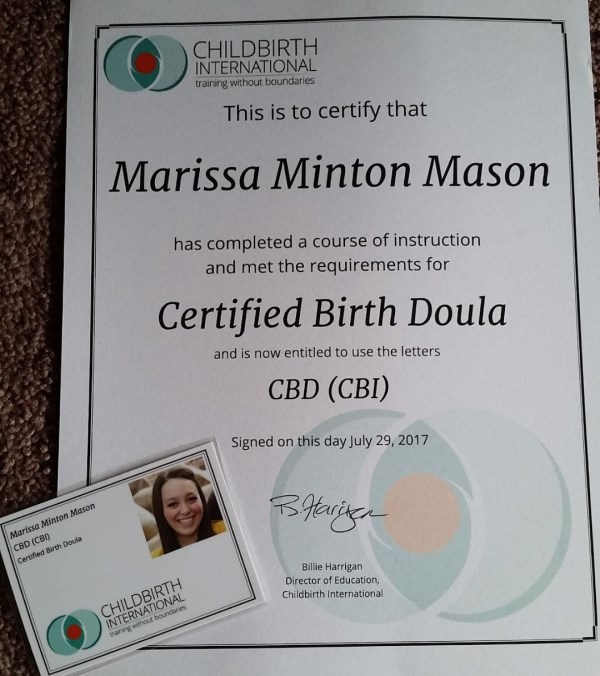 CHILDBIRTH
INTERNATIONAL
training without boundaries
This is to certify that
Marissa Minton Mason
has completed a course of instruction
and met the requirements for
Certified Birth Doula
and is now entitled to use the letters
CBD (CBI)
Signed on this day July 29, 2017
B. Harrigan
Billie Harrigan
Director of Education,
Childbirth International
Marissa Minton Mason
CBD (CBI)
Certified Birth Doula
CHILDBIRTH
INTERNATIONAL
training without boundaries